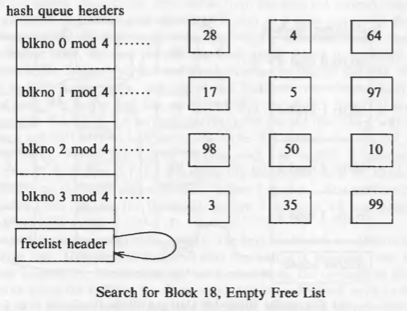 hash queue headers
blkno 0 mod 4 ....... 28 4 64
blkno 1 mod 4 ....... 17 5 97
blkno 2 mod 4 ....... 98 50 10
blkno 3 mod 4 ....... 3 35 99
freelist header
Search for Block 18, Empty Free List